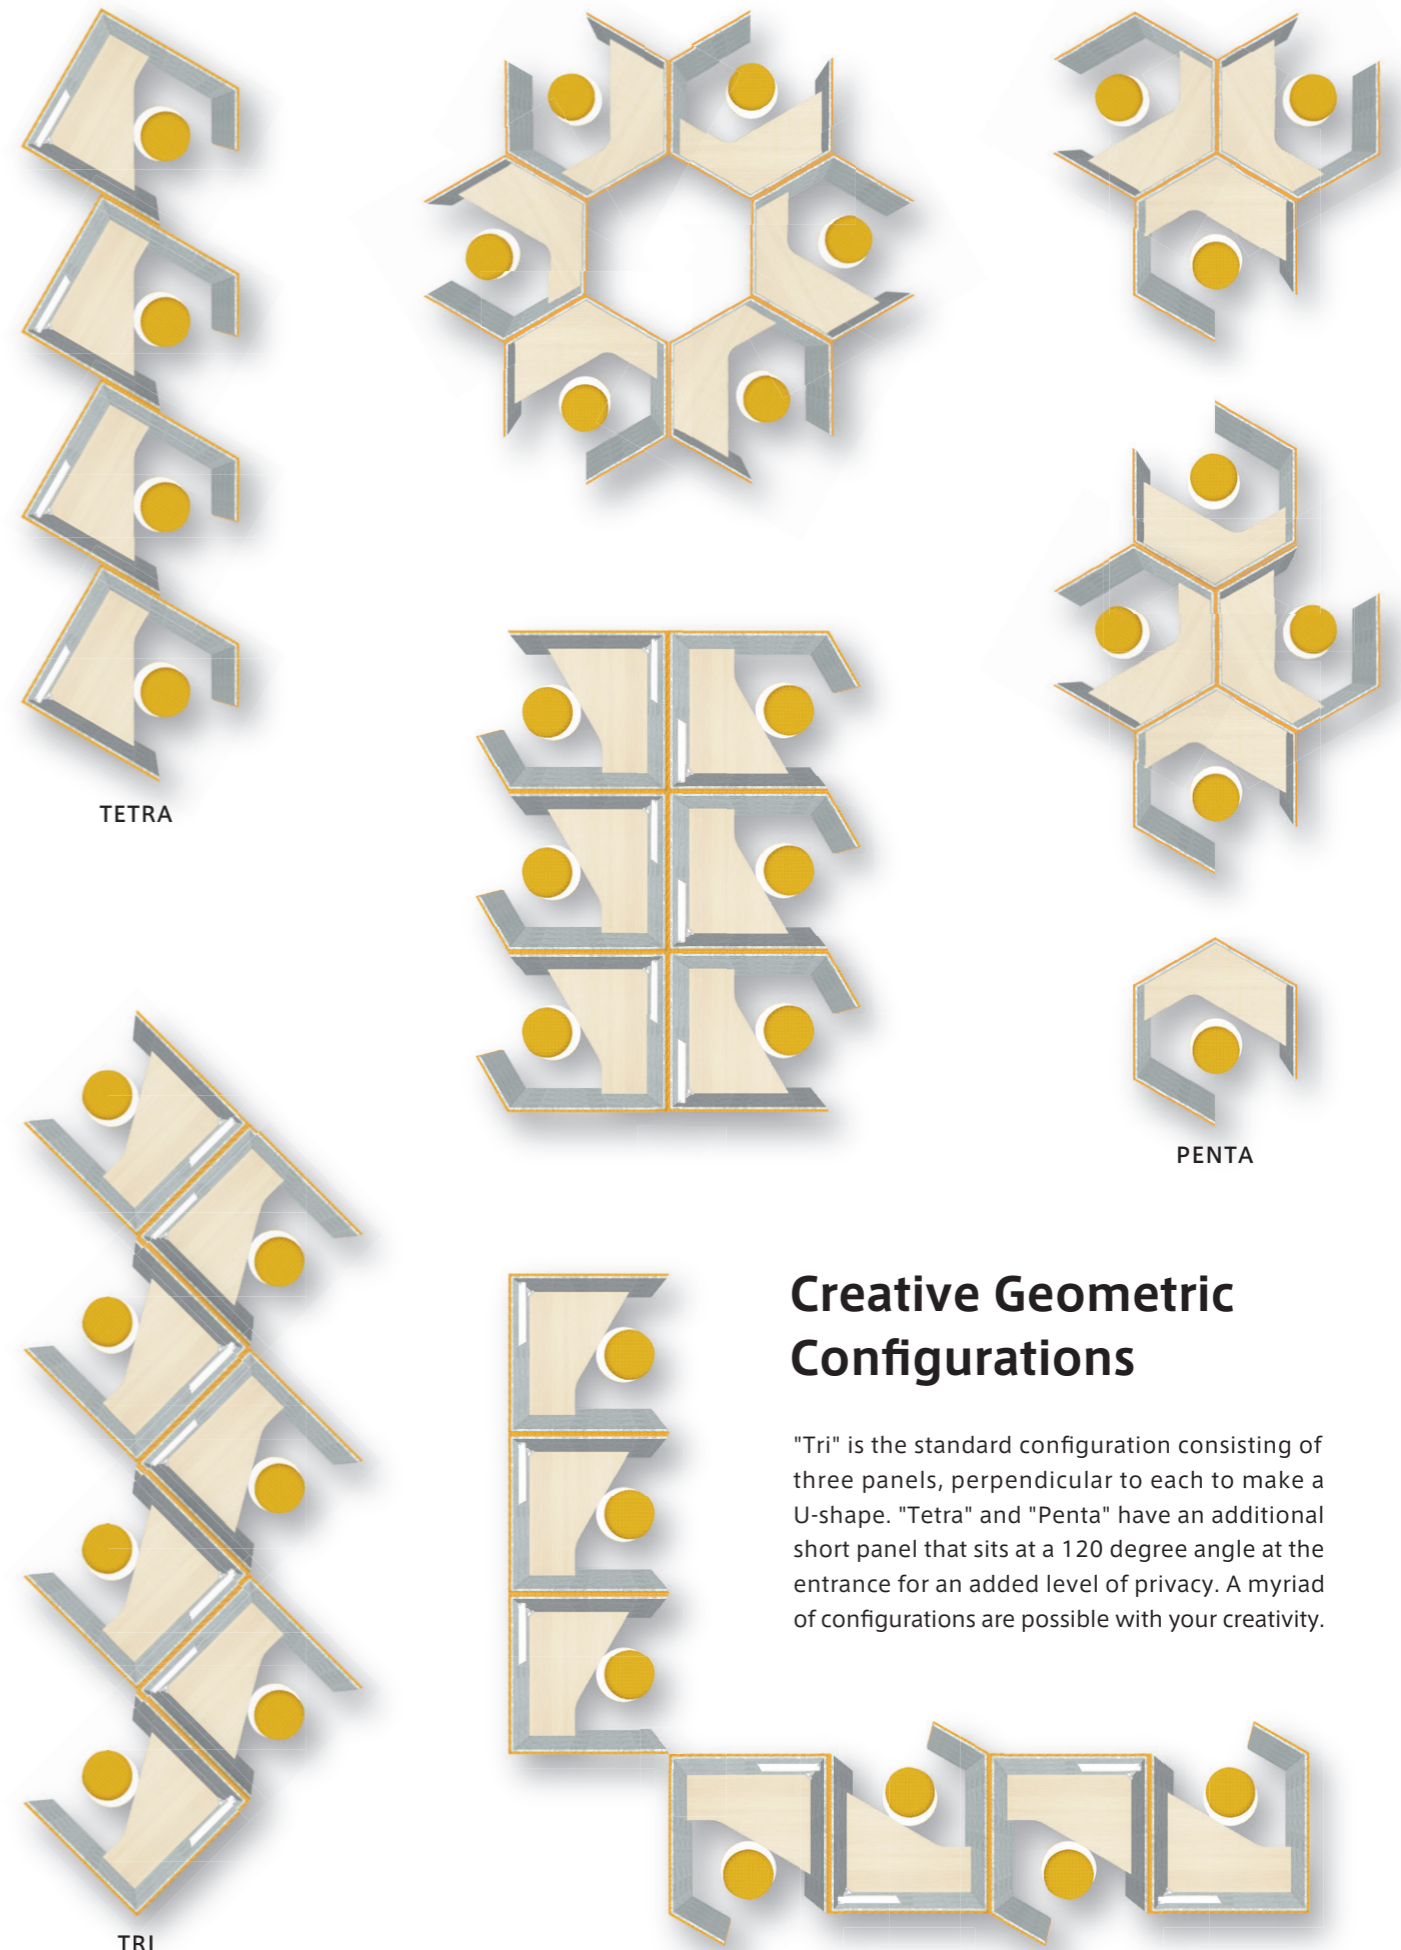 TETRA
PENTA
Creative Geometric
Configurations
"Tri" is the standard configuration consisting of
three panels, perpendicular to each to make a
U-shape. "Tetra" and "Penta" have an additional
short panel that sits at a 120 degree angle at the
entrance for an added level of privacy. A myriad
of configurations are possible with your creativity.
TRI